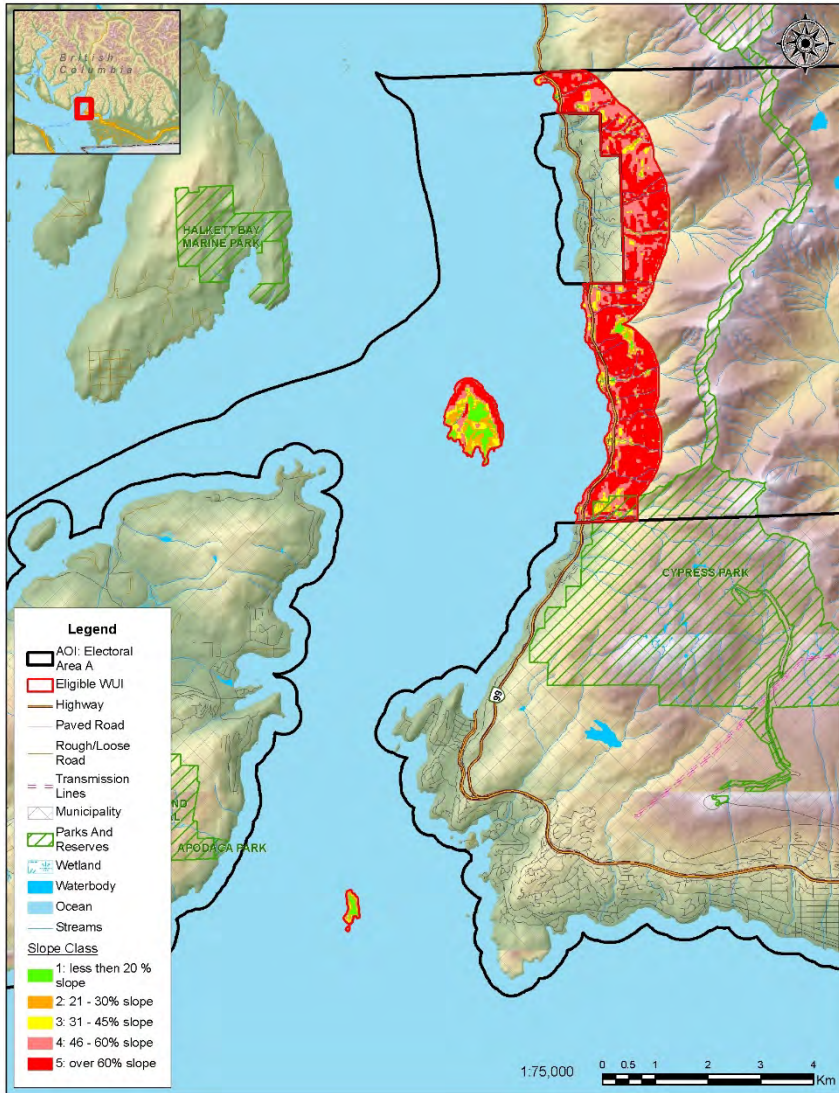 British
Columbia
HALKETT BAY
MARINE PARK
CYPRESS PARK
99
APODACA PARK
Legend
AOI: Electoral
Area A
Eligible WUI
Highway
Paved Road
Rough/Loose
Road
Transmission
Lines
Municipality
Parks And
Reserves
Wetland
Waterbody
Ocean
Streams
Slope Class
1: less then 20 %
slope
2: 21 - 30% slope
3: 31 - 45% slope
4: 46 - 60% slope
5: over 60% slope
1:75,000
0 0.5 1 2 3 4
Km